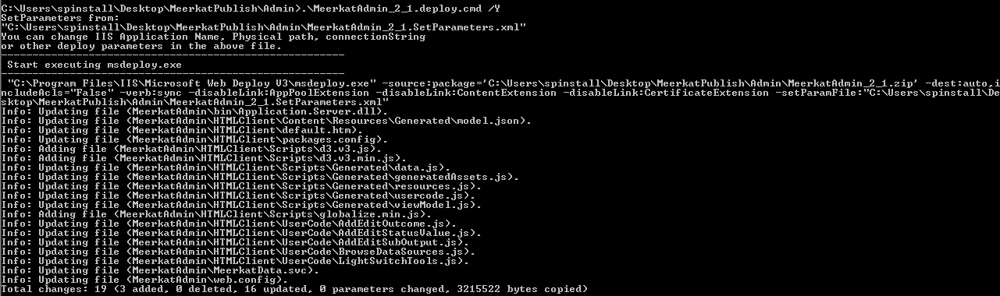 C:\Users\spinstall\Desktop\MeerkatPublish\Admin>.\MeerkatAdmin_2_1.deploy.cmd /Y
SetParameters from:
"C:\Users\spinstall\Desktop\MeerkatPublish\Admin\MeerkatAdmin_2_1.SetParameters.xml"
You can change IIS Application Name, Physical path, connectionString
or other deploy parameters in the above file.
-------------------------------------------------------
 Start executing msdeploy.exe
-------------------------------------------------------
 "C:\Program Files\IIS\Microsoft Web Deploy V3\msdeploy.exe" -source:package='C:\Users\spinstall\Desktop\MeerkatPublish\Admin\MeerkatAdmin_2_1.zip' -dest:auto,i
ncludeAcls="False" -verb:sync -disableLink:AppPoolExtension -disableLink:ContentExtension -disableLink:CertificateExtension -setParamFile:"C:\Users\spinstall\De
sktop\MeerkatPublish\Admin\MeerkatAdmin_2_1.SetParameters.xml"
Info: Updating file (MeerkatAdmin\bin\Application.Server.dll).
Info: Updating file (MeerkatAdmin\HTMLClient\Content\Resources\Generated\model.json).
Info: Updating file (MeerkatAdmin\HTMLClient\default.htm).
Info: Updating file (MeerkatAdmin\HTMLClient\packages.config).
Info: Adding file (MeerkatAdmin\HTMLClient\Scripts\d3.v3.js).
Info: Adding file (MeerkatAdmin\HTMLClient\Scripts\d3.v3.min.js).
Info: Updating file (MeerkatAdmin\HTMLClient\Scripts\Generated\data.js).
Info: Updating file (MeerkatAdmin\HTMLClient\Scripts\Generated\generatedAssets.js).
Info: Updating file (MeerkatAdmin\HTMLClient\Scripts\Generated\resources.js).
Info: Updating file (MeerkatAdmin\HTMLClient\Scripts\Generated\usercode.js).
Info: Updating file (MeerkatAdmin\HTMLClient\Scripts\Generated\viewModel.js).
Info: Adding file (MeerkatAdmin\HTMLClient\Scripts\globalize.min.js).
Info: Updating file (MeerkatAdmin\HTMLClient\UserCode\AddEditOutcome.js).
Info: Updating file (MeerkatAdmin\HTMLClient\UserCode\AddEditStatusValue.js).
Info: Updating file (MeerkatAdmin\HTMLClient\UserCode\AddEditSubOutput.js).
Info: Updating file (MeerkatAdmin\HTMLClient\UserCode\BrowseDataSources.js).
Info: Updating file (MeerkatAdmin\HTMLClient\UserCode\LightSwitchTools.js).
Info: Updating file (MeerkatAdmin\MeerkatData.svc).
Info: Updating file (MeerkatAdmin\web.config).
Total changes: 19 (3 added, 0 deleted, 16 updated, 0 parameters changed, 3215522 bytes copied)